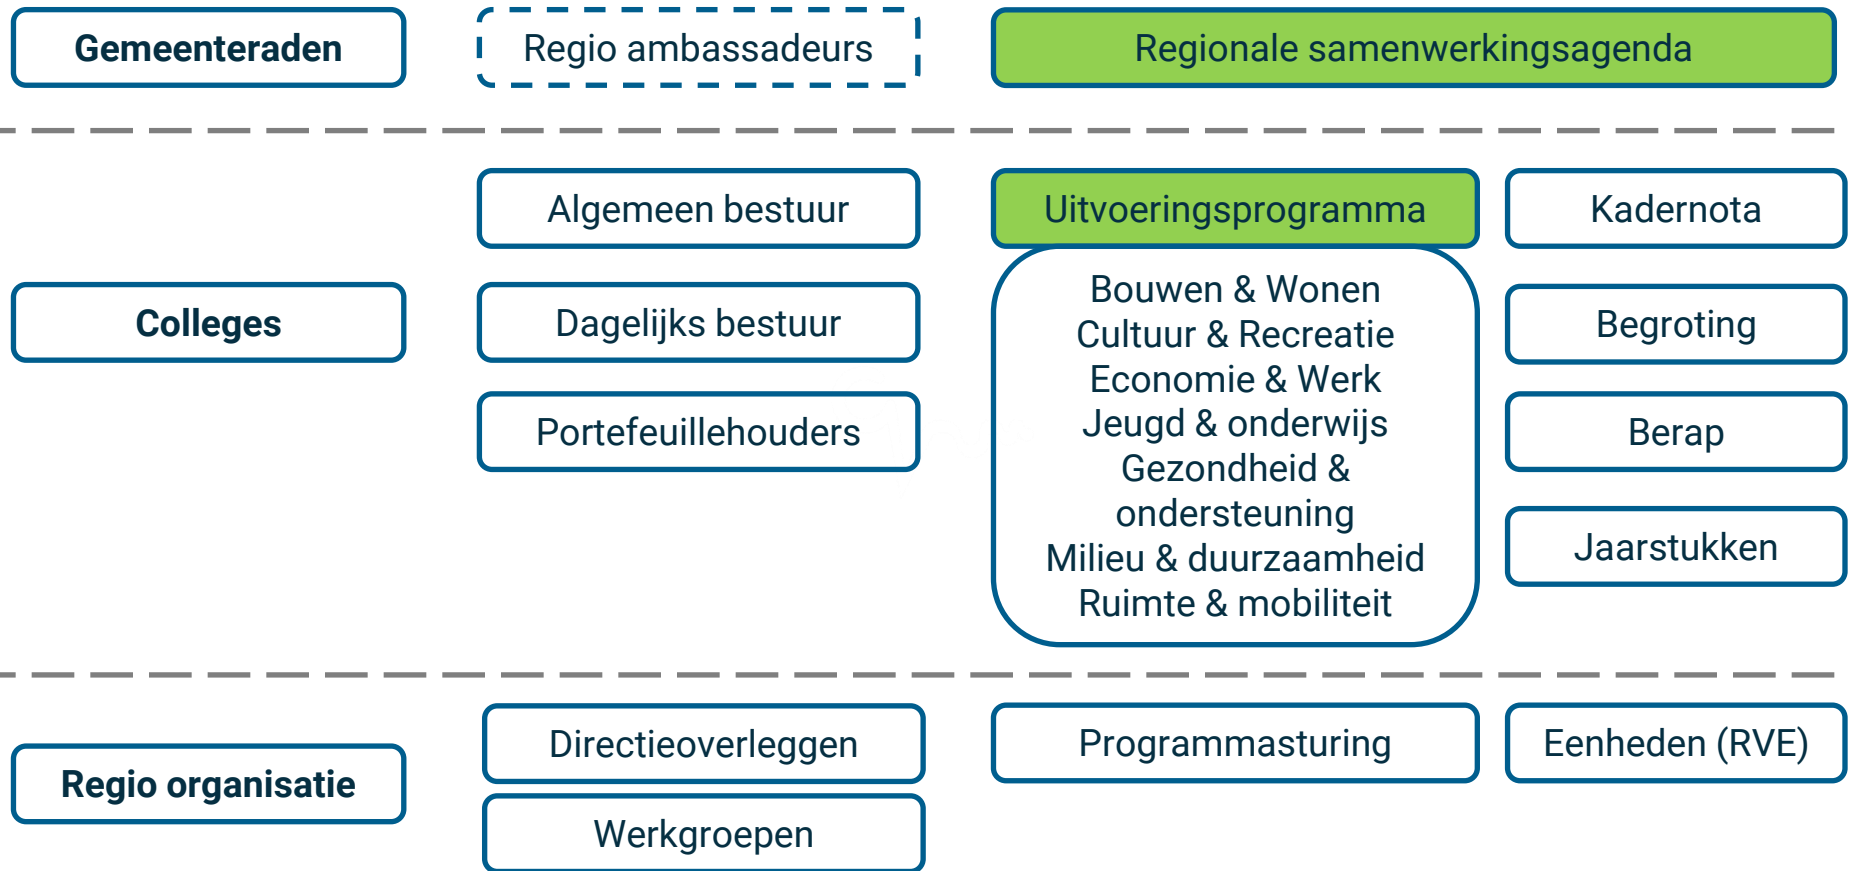 Gemeenteraden
Regio ambassadeurs
Regionale samenwerkingsagenda
Colleges
Algemeen bestuur
Dagelijks bestuur
Portefeuillehouders
Uitvoeringsprogramma
Bouwen & Wonen
Cultuur & Recreatie
Economie & Werk
Jeugd & onderwijs
Gezondheid &
ondersteuning
Milieu & duurzaamheid
Ruimte & mobiliteit
Kadernota
Begroting
Berap
Jaarstukken
Regio organisatie
Directieoverleggen
Werkgroepen
Programmasturing
Eenheden (RVE)